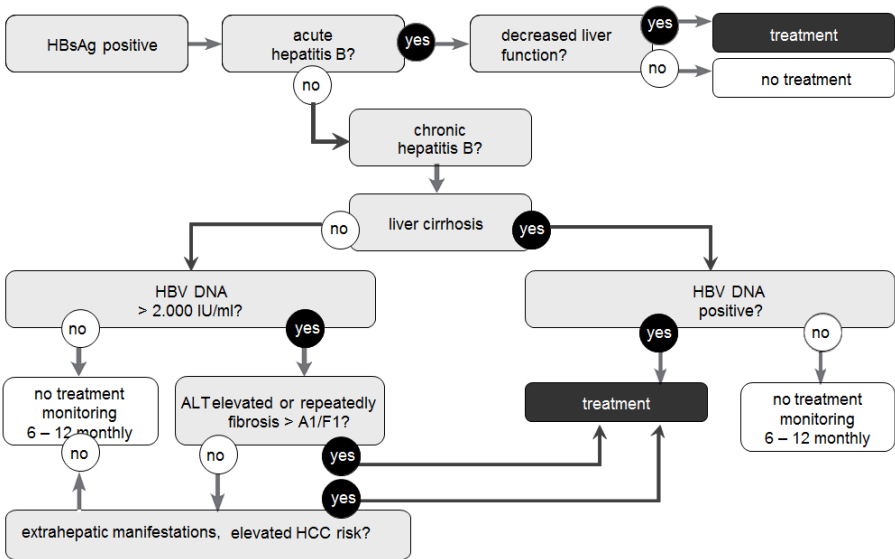 HBsAg positive
acute
hepatitis B?
yes
decreased liver
function?
yes
treatment
no
no treatment
no
chronic
hepatitis B?
no
liver cirrhosis
yes
HBV DNA
> 2.000 IU/ml?
no
yes
HBV DNA
positive?
yes
no
no treatment
monitoring
6 – 12 monthly
no
ALT elevated or repeatedly
fibrosis > A1/F1?
no
yes
treatment
no treatment
monitoring
6 – 12 monthly
yes
extrahepatic manifestations, elevated HCC risk?